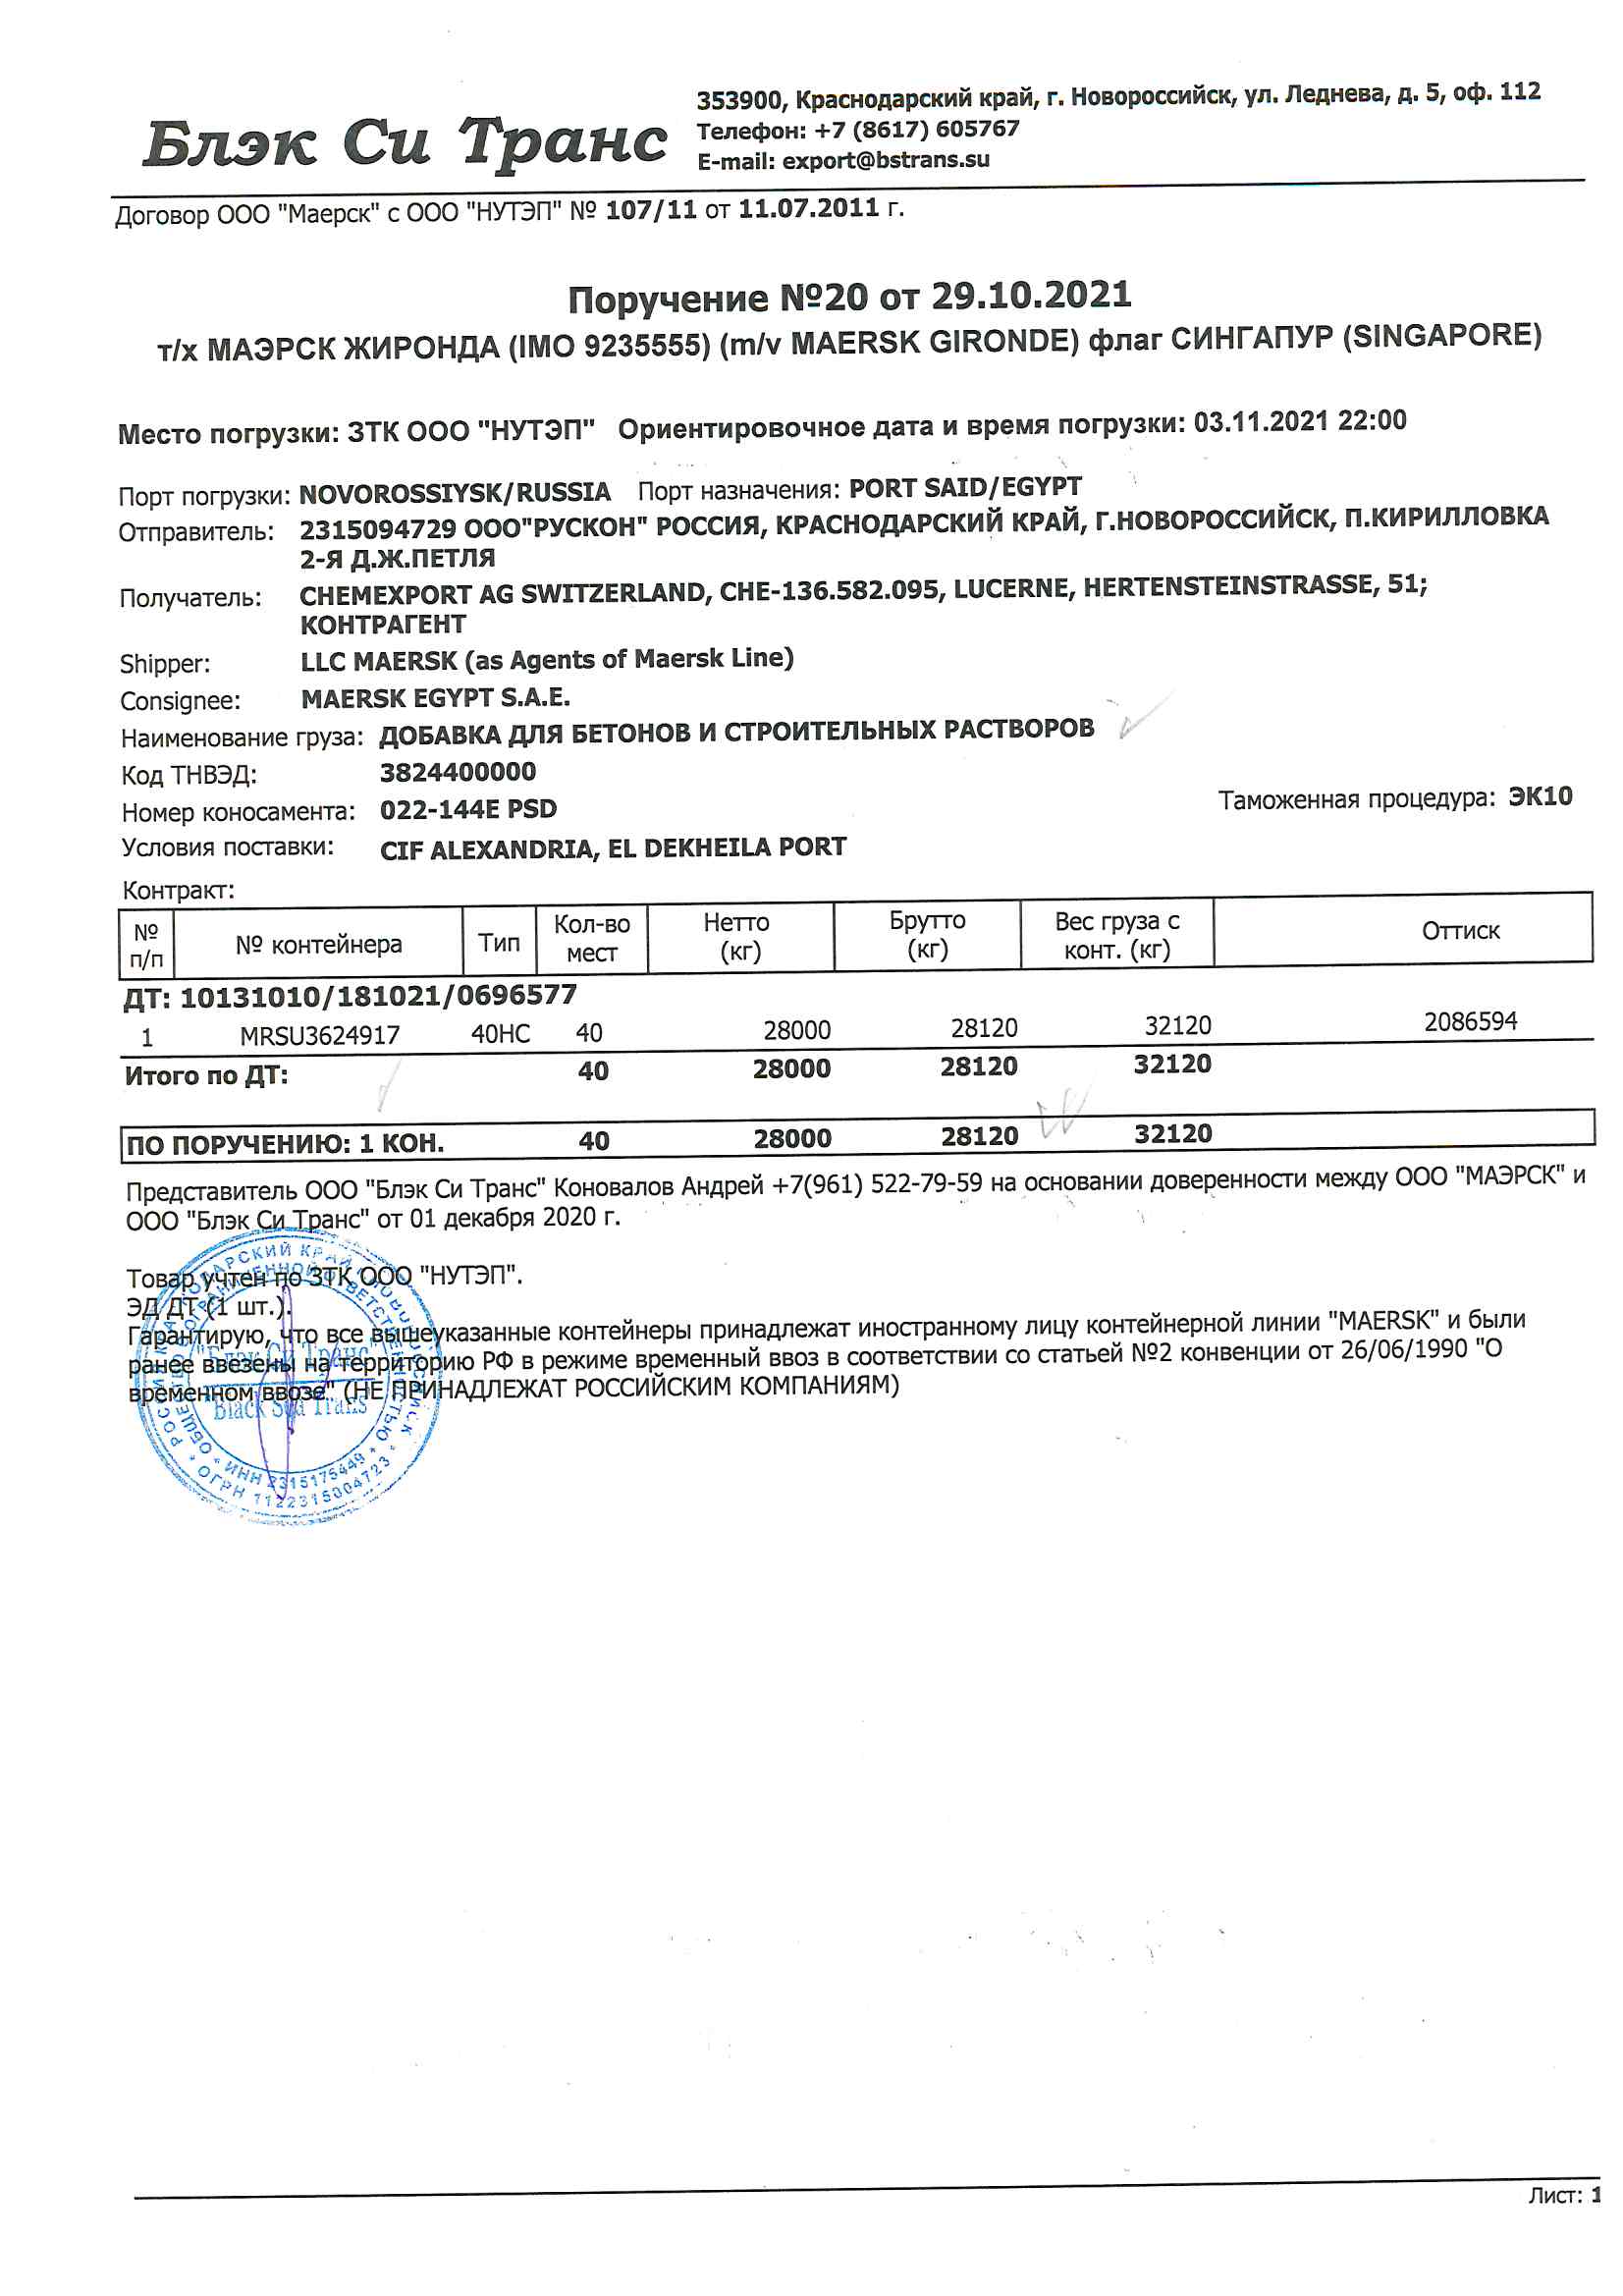 Блэк Си Транс
353900, Краснодарский край, г. Новороссийск, ул. Леднева, д. 5, оф. 112
Телефон: +7 (8617) 605767
E-mail: export@bstrans.su
Договор ООО "Маерск" с ООО "НУТЭП" № 107/11 от 11.07.2011 г.
Поручение №20 от 29.10.2021
т/х МАЭРСК ЖИРОНДА (IMO 9235555) (m/v MAERSK GIRONDE) флаг СИНГАПУР (SINGAPORE)
Место погрузки: ЗТК ООО "НУТЭП" Ориентировочное дата и время погрузки: 03.11.2021 22:00
Порт погрузки: NOVOROSSIYSK/RUSSIA Порт назначения: PORT SAID/EGYPT
Отправитель: 2315094729 ООО"РУСКОН" РОССИЯ, КРАСНОДАРСКИЙ КРАЙ, Г.НОВОРОССИЙСК, П.КИРИЛЛОВКА
2-Я Д.Ж.ПЕТЛЯ
Получатель: CHEMEXPORT AG SWITZERLAND, CHE-136.582.095, LUCERNE, HERTENSTEINSTRASSE, 51;
КОНТРАГЕНТ
Shipper: LLC MAERSK (as Agents of Maersk Line)
Consignee: MAERSK EGYPT S.A.E.
Наименование груза: ДОБАВКА ДЛЯ БЕТОНОВ И СТРОИТЕЛЬНЫХ РАСТВОРОВ
Код ТНВЭД: 3824400000
Номер коносамента: 022-144E PSD Таможенная процедура: ЭК10
Условия поставки: CIF ALEXANDRIA, EL DEKHEILA PORT
Контракт:
№ п/п № контейнера Тип Кол-во мест Нетто (кг) Брутто (кг) Вес груза с конт. (кг) Оттиск
ДТ: 10131010/181021/0696577
1 MRSU3624917 40HC 40 28000 28120 32120 2086594
Итого по ДТ: 40 28000 28120 32120
ПО ПОРУЧЕНИЮ: 1 КОН. 40 28000 28120 32120
Представитель ООО "Блэк Си Транс" Коновалов Андрей +7(961) 522-79-59 на основании доверенности между ООО "МАЭРСК" и
ООО "Блэк Си Транс" от 01 декабря 2020 г.
Товар учтен по ЗТК ООО "НУТЭП".
ЭД ДТ (1 шт.).
Гарантирую, что все вышеуказанные контейнеры принадлежат иностранному лицу контейнерной линии "MAERSK" и были
ранее ввезены на территорию РФ в режиме временный ввоз в соответствии со статьей №2 конвенции от 26/06/1990 "О
временном ввозе" (НЕ ПРИНАДЛЕЖАТ РОССИЙСКИМ КОМПАНИЯМ)
"Блэк Си Транс"
Black Sea Trans
ИНН 2315175449
ОГРН 1122315004723
Лист: 1